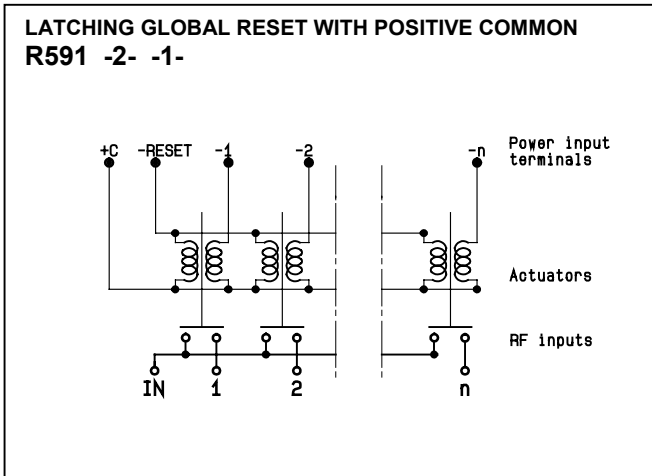 LATCHING GLOBAL RESET WITH POSITIVE COMMON
R591 -2- -1-
+C -RESET -1 -2 -n Power input
terminals
Actuators
RF inputs
IN 1 2 n